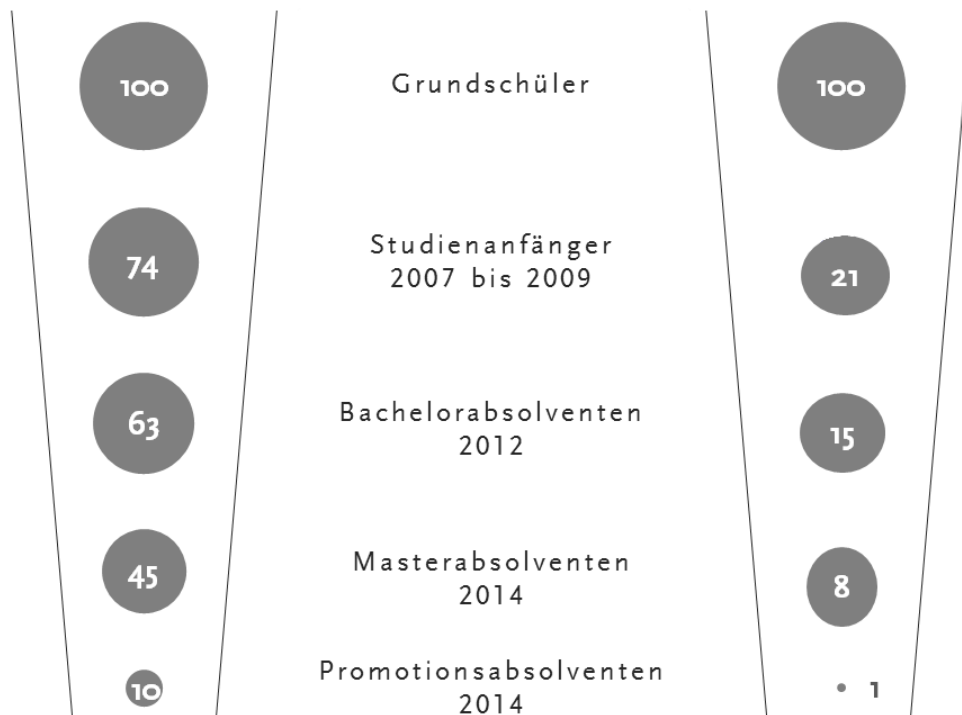 100 Grundschüler 100
74 Studienanfänger 21
2007 bis 2009
63 Bachelorabsolventen 15
2012
45 Masterabsolventen 8
2014
10 Promotionsabsolventen 1
2014